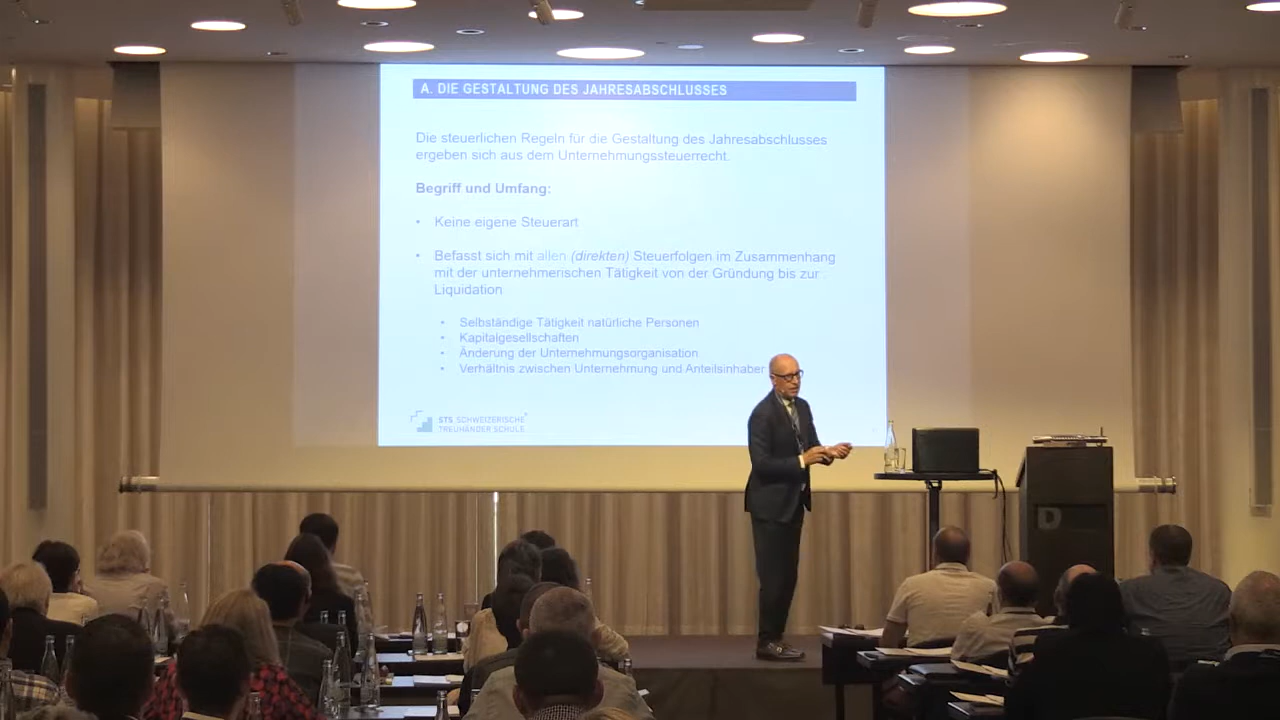 A. DIE GESTALTUNG DES JAHRESABSCHLUSSES
Die steuerlichen Regeln für die Gestaltung des Jahresabschlusses
ergeben sich aus dem Unternehmungssteuerrecht.
Begriff und Umfang:
• Keine eigene Steuerart
• Befasst sich mit allen (direkten) Steuerfolgen im Zusammenhang
mit der unternehmerischen Tätigkeit von der Gründung bis zur
Liquidation
• Selbständige Tätigkeit natürliche Personen
• Kapitalgesellschaften
• Änderung der Unternehmungsorganisation
• Verhältnis zwischen Unternehmung und Anteilsinhaber
STS SCHWEIZERISCHE
TREUHÄNDER SCHULE
D